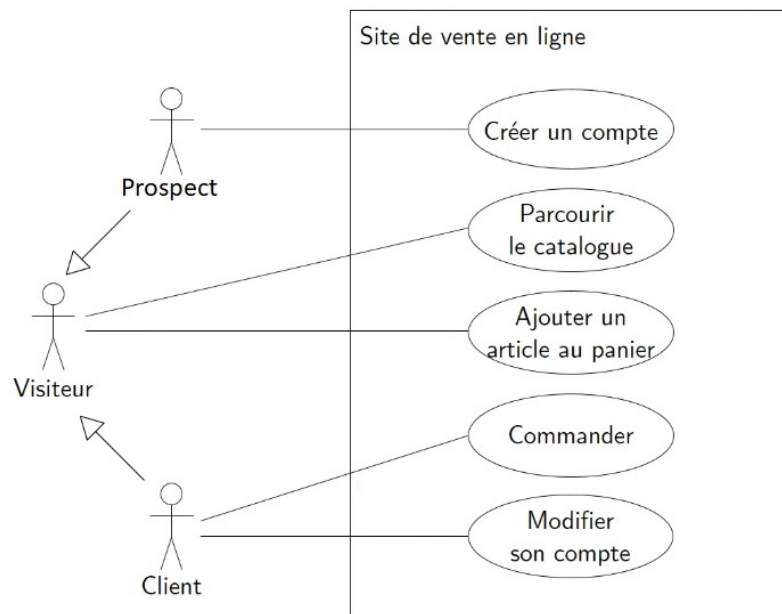 Site de vente en ligne
Créer un compte
Prospect
Parcourir
le catalogue
Ajouter un
article au panier
Visiteur
Commander
Modifier
son compte
Client